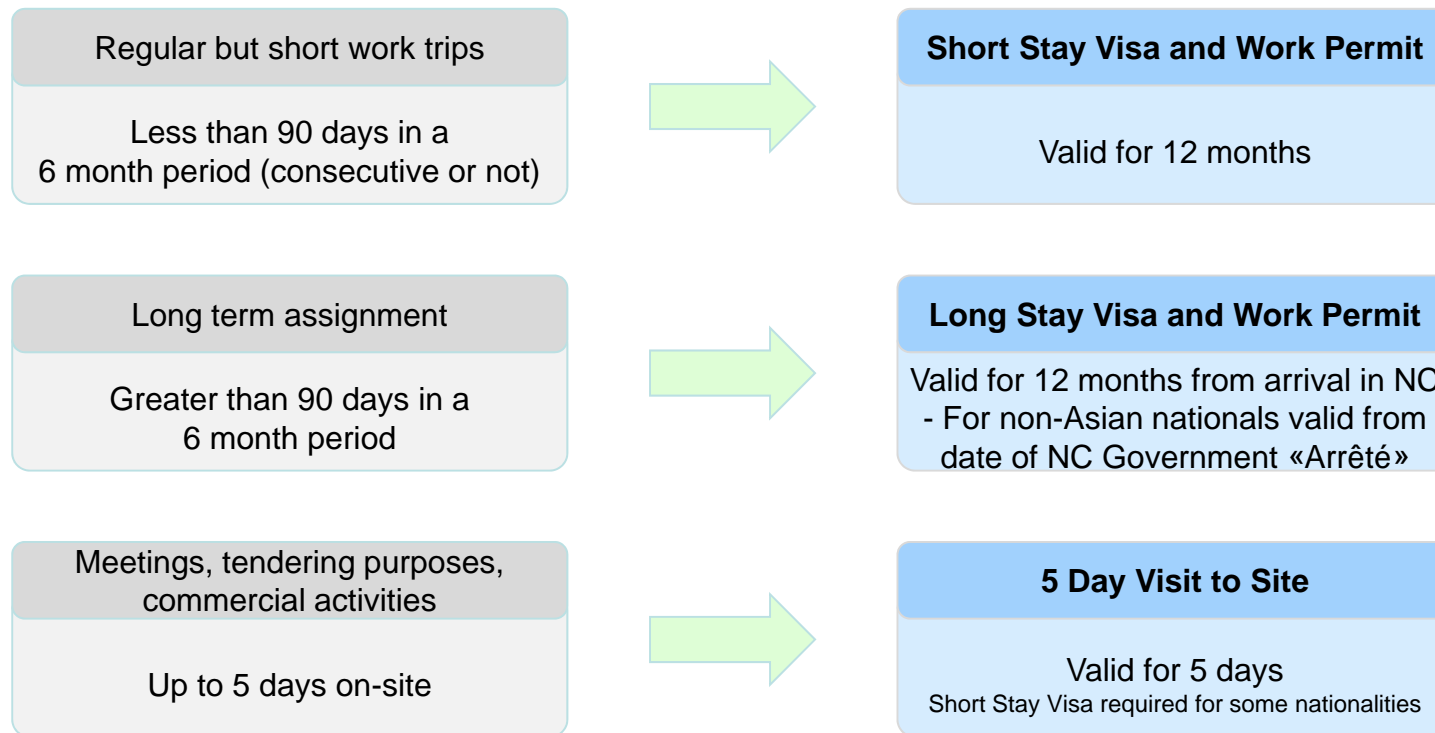 Regular but short work trips
Less than 90 days in a
6 month period (consecutive or not)
Short Stay Visa and Work Permit
Valid for 12 months
Long term assignment
Greater than 90 days in a
6 month period
Long Stay Visa and Work Permit
Valid for 12 months from arrival in NC
- For non-Asian nationals valid from
date of NC Government «Arrêté»
Meetings, tendering purposes,
commercial activities
Up to 5 days on-site
5 Day Visit to Site
Valid for 5 days
Short Stay Visa required for some nationalities